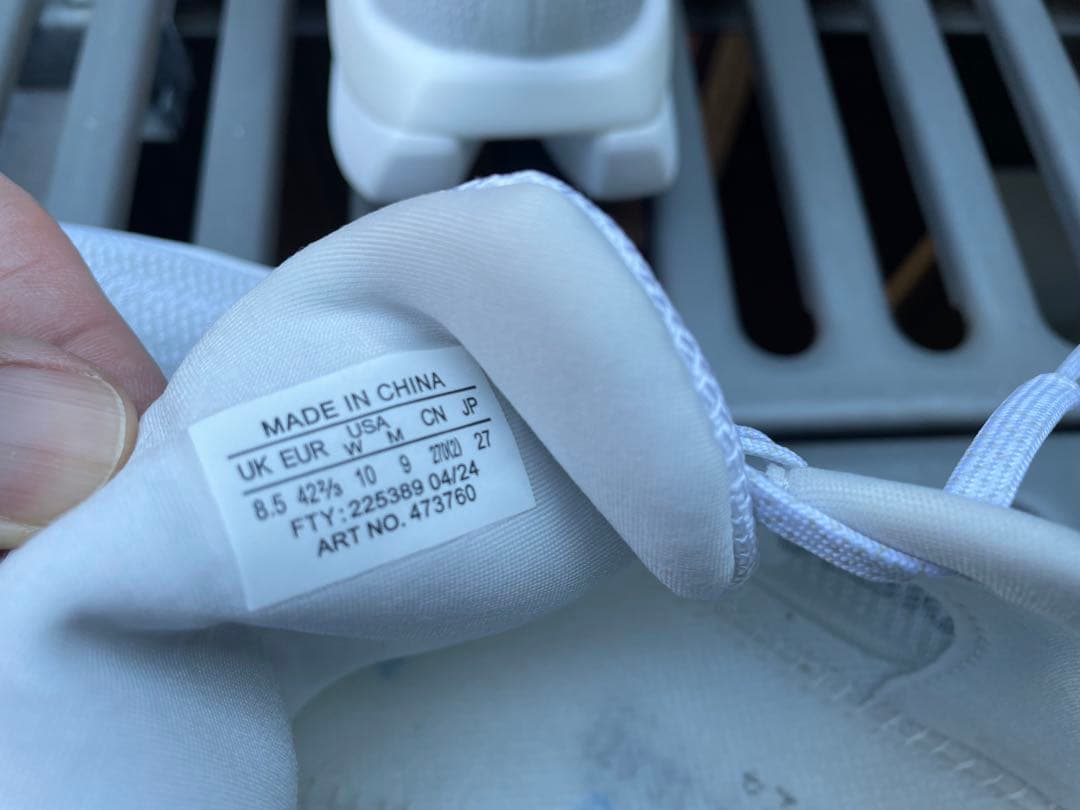 MADE IN CHINA
UK EUR USA W M CN JP
8.5 42⅔ 10 9 270(2) 27
FTY: 225389 04/24
ART NO. 473760